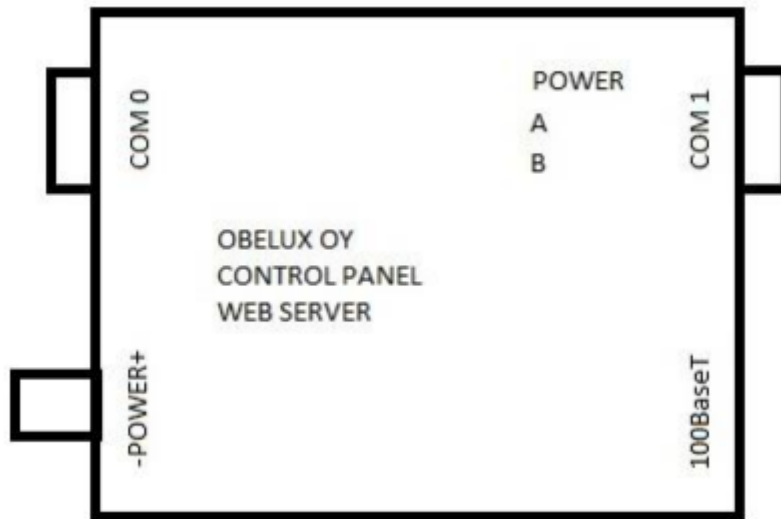 COM 0
POWER
A
B
COM 1
OBELUX OY
CONTROL PANEL
WEB SERVER
-POWER+
100BaseT